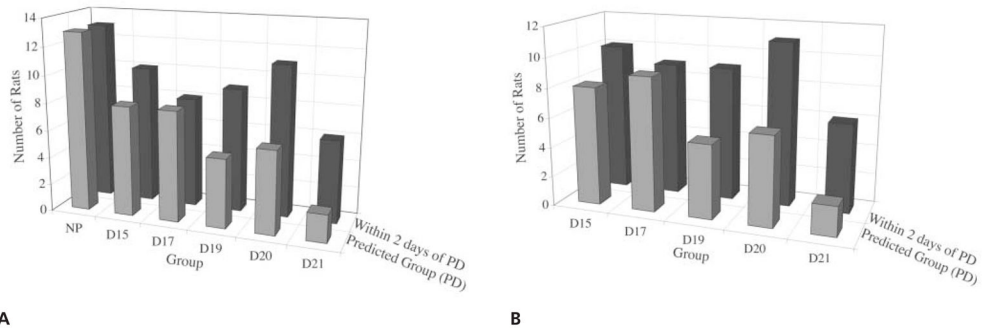 14
12
10
8
6
4
2
0
Number of Rats
NP
D15
D17
D19
D20
D21
Group
Within 2 days of PD
Predicted Group (PD)
A
12
10
8
6
4
2
0
Number of Rats
D15
D17
D19
D20
D21
Group
Within 2 days of PD
Predicted Group (PD)
B